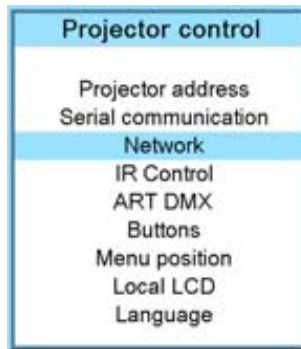 Projector control
Projector address
Serial communication
Network
IR Control
ART DMX
Buttons
Menu position
Local LCD
Language